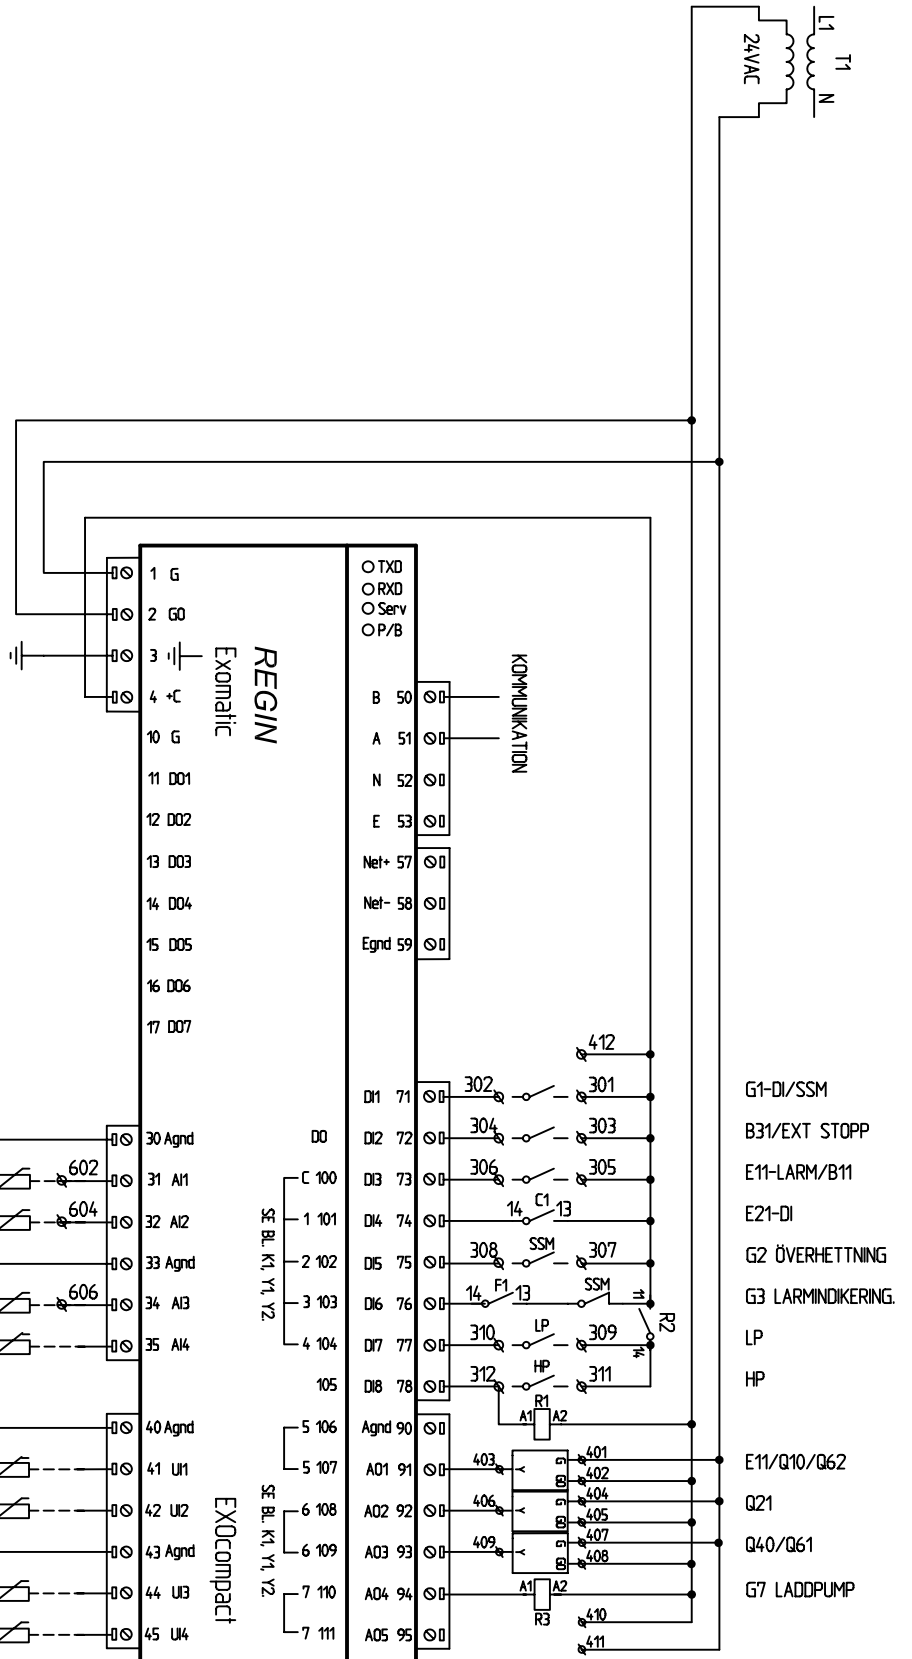 L1
T1
24VAC
N
TXD
RXD
Serv
P/B
1 G
2 G0
3
4 +C
10 G
11 DO1
12 DO2
13 DO3
14 DO4
15 DO5
16 DO6
17 DO7
REGIN
Exomatic
B 50
A 51
N 52
E 53
KOMMUNIKATION
Net+ 57
Net- 58
Egnd 59
412
DI1 71 302 301 G1-DI/SSM
30 Agnd DO DI2 72 304 303 B31/EXT STOPP
602 31 AI1 C 100 DI3 73 306 305 E11-LARM/B11
604 32 AI2 1 101 DI4 74 14 C1 13 E21-DI
33 Agnd 2 102 DI5 75 308 SSM 307 G2 ÖVERHETTNING
606 34 AI3 3 103 DI6 76 14 F1 13 SSM 11 R2 G3 LARMINDIKERING.
35 AI4 4 104 DI7 77 310 LP 309 14 LP
105 DI8 78 312 HP 311 HP
SE BL. K1, Y1, Y2.
40 Agnd 5 106 Agnd 90 A1 R1 A2
41 UI1 5 107 AO1 91 403 Y G 401 G0 402 E11/Q10/Q62
42 UI2 6 108 AO2 92 406 Y G 404 G0 405 Q21
43 Agnd 6 109 AO3 93 409 Y G 407 G0 408 Q40/Q61
44 UI3 7 110 AO4 94 A1 R3 A2 G7 LADDPUMP
410
45 UI4 7 111 AO5 95 411
SE BL. K1, Y1, Y2.
EXOcompact